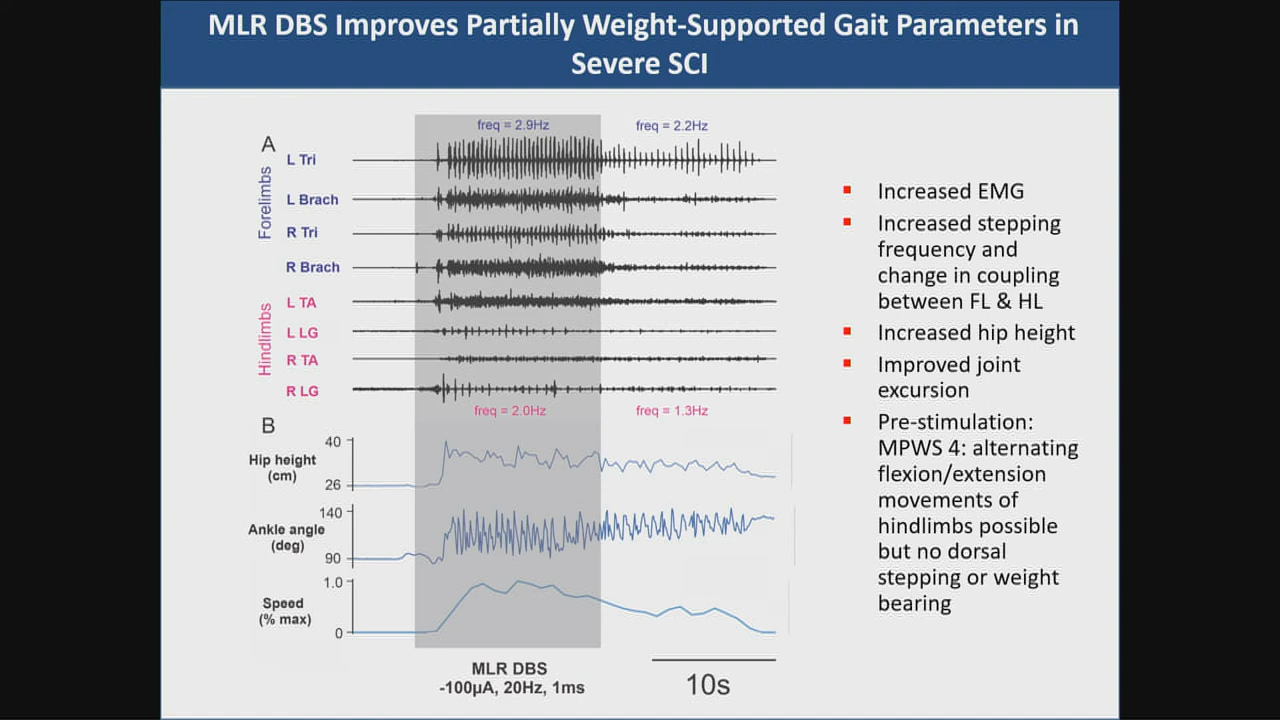 MLR DBS Improves Partially Weight-Supported Gait Parameters in
Severe SCI
A
Forelimbs
Hindlimbs
freq = 2.9Hz
freq = 2.2Hz
L Tri
L Brach
R Tri
R Brach
L TA
L LG
R TA
R LG
freq = 2.0Hz
freq = 1.3Hz
B
40
Hip height
(cm)
26
140
Ankle angle
(deg)
90
1.0
Speed
(% max)
0
MLR DBS
-100µA, 20Hz, 1ms
10s
Increased EMG
Increased stepping
frequency and
change in coupling
between FL & HL
Increased hip height
Improved joint
excursion
Pre-stimulation:
MPWS 4: alternating
flexion/extension
movements of
hindlimbs possible
but no dorsal
stepping or weight
bearing